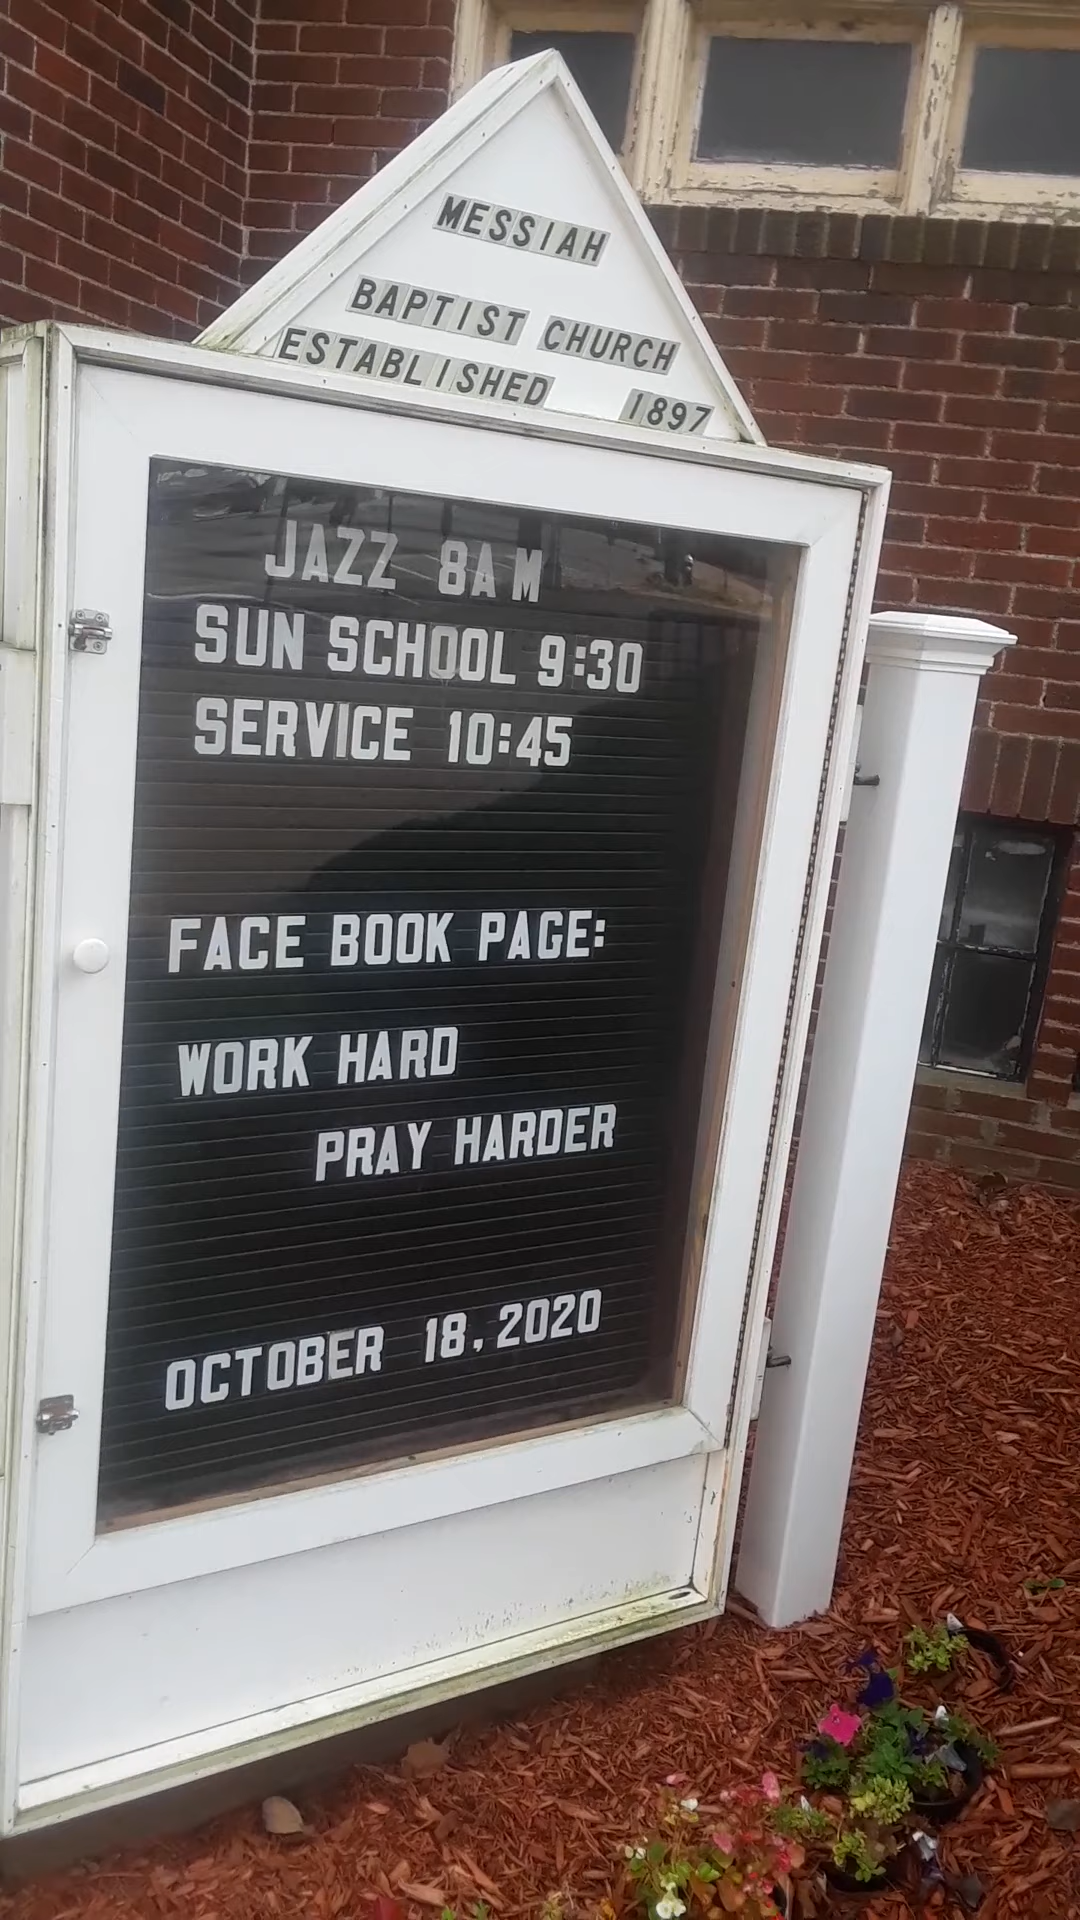 MESSIAH
BAPTIST CHURCH
ESTABLISHED 1897
JAZZ 8AM
SUN SCHOOL 9:30
SERVICE 10:45
FACE BOOK PAGE:
WORK HARD
PRAY HARDER
OCTOBER 18, 2020